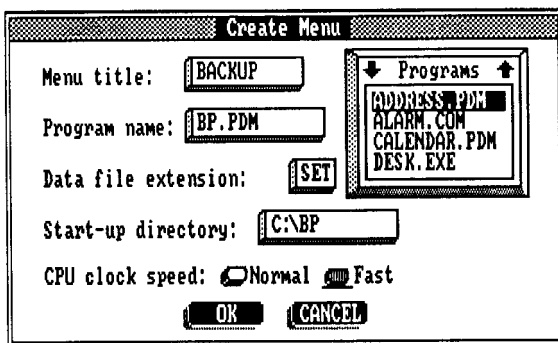 Create Menu
Menu title: BACKUP
Program name: BP.PDM
Data file extension: SET
Start-up directory: C:\BP
CPU clock speed: Normal Fast
OK CANCEL
Programs
ADDRESS.PDM
ALARM.COM
CALENDAR.PDM
DESK.EXE